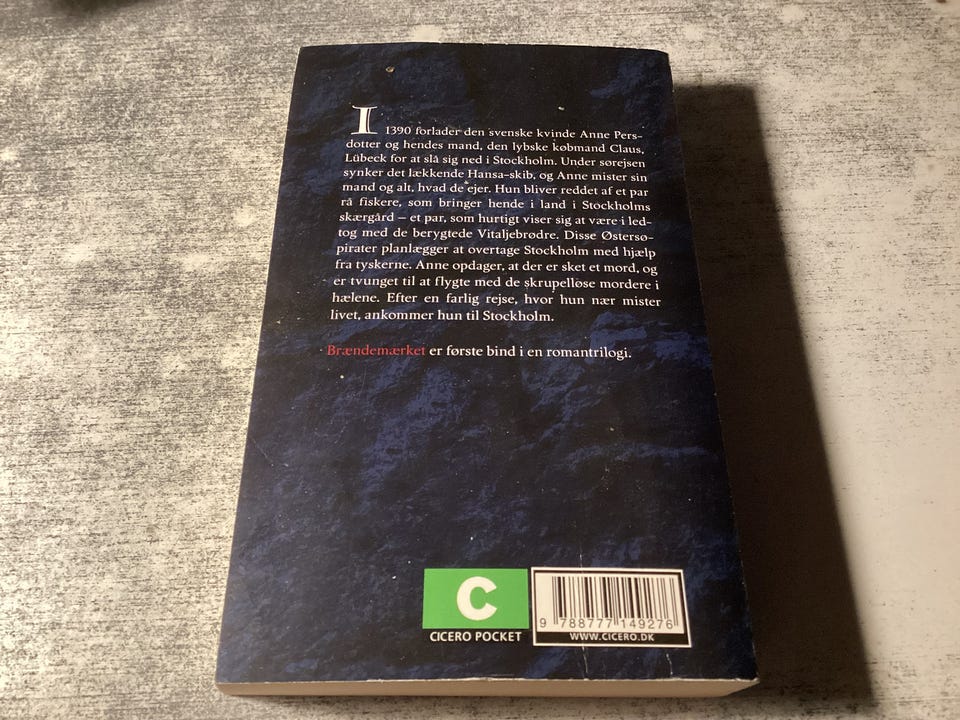 I 1390 forlader den svenske kvinde Anne Pers-
dotter og hendes mand, den lybske købmand Claus,
Lübeck for at slå sig ned i Stockholm. Under sørejsen
synker det lækkende Hansa-skib, og Anne mister sin
mand og alt, hvad de ejer. Hun bliver reddet af et par
rå fiskere, som bringer hende i land i Stockholms
skærgård – et par, som hurtigt viser sig at være i led-
tog med de berygtede Vitaljebrødre. Disse Østersø-
pirater planlægger at overtage Stockholm med hjælp
fra tyskerne. Anne opdager, at der er sket et mord, og
er tvunget til at flygte med de skrupelløse mordere i
hælene. Efter en farlig rejse, hvor hun nær mister
livet, ankommer hun til Stockholm.
Brændemærket er første bind i en romantrilogi.
C
CICERO POCKET
9 788777 149276
WWW.CICERO.DK